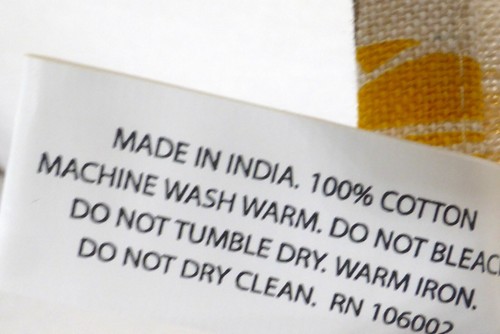 MADE IN INDIA. 100% COTTON
MACHINE WASH WARM. DO NOT BLEAC
DO NOT TUMBLE DRY. WARM IRON.
DO NOT DRY CLEAN. RN 106002